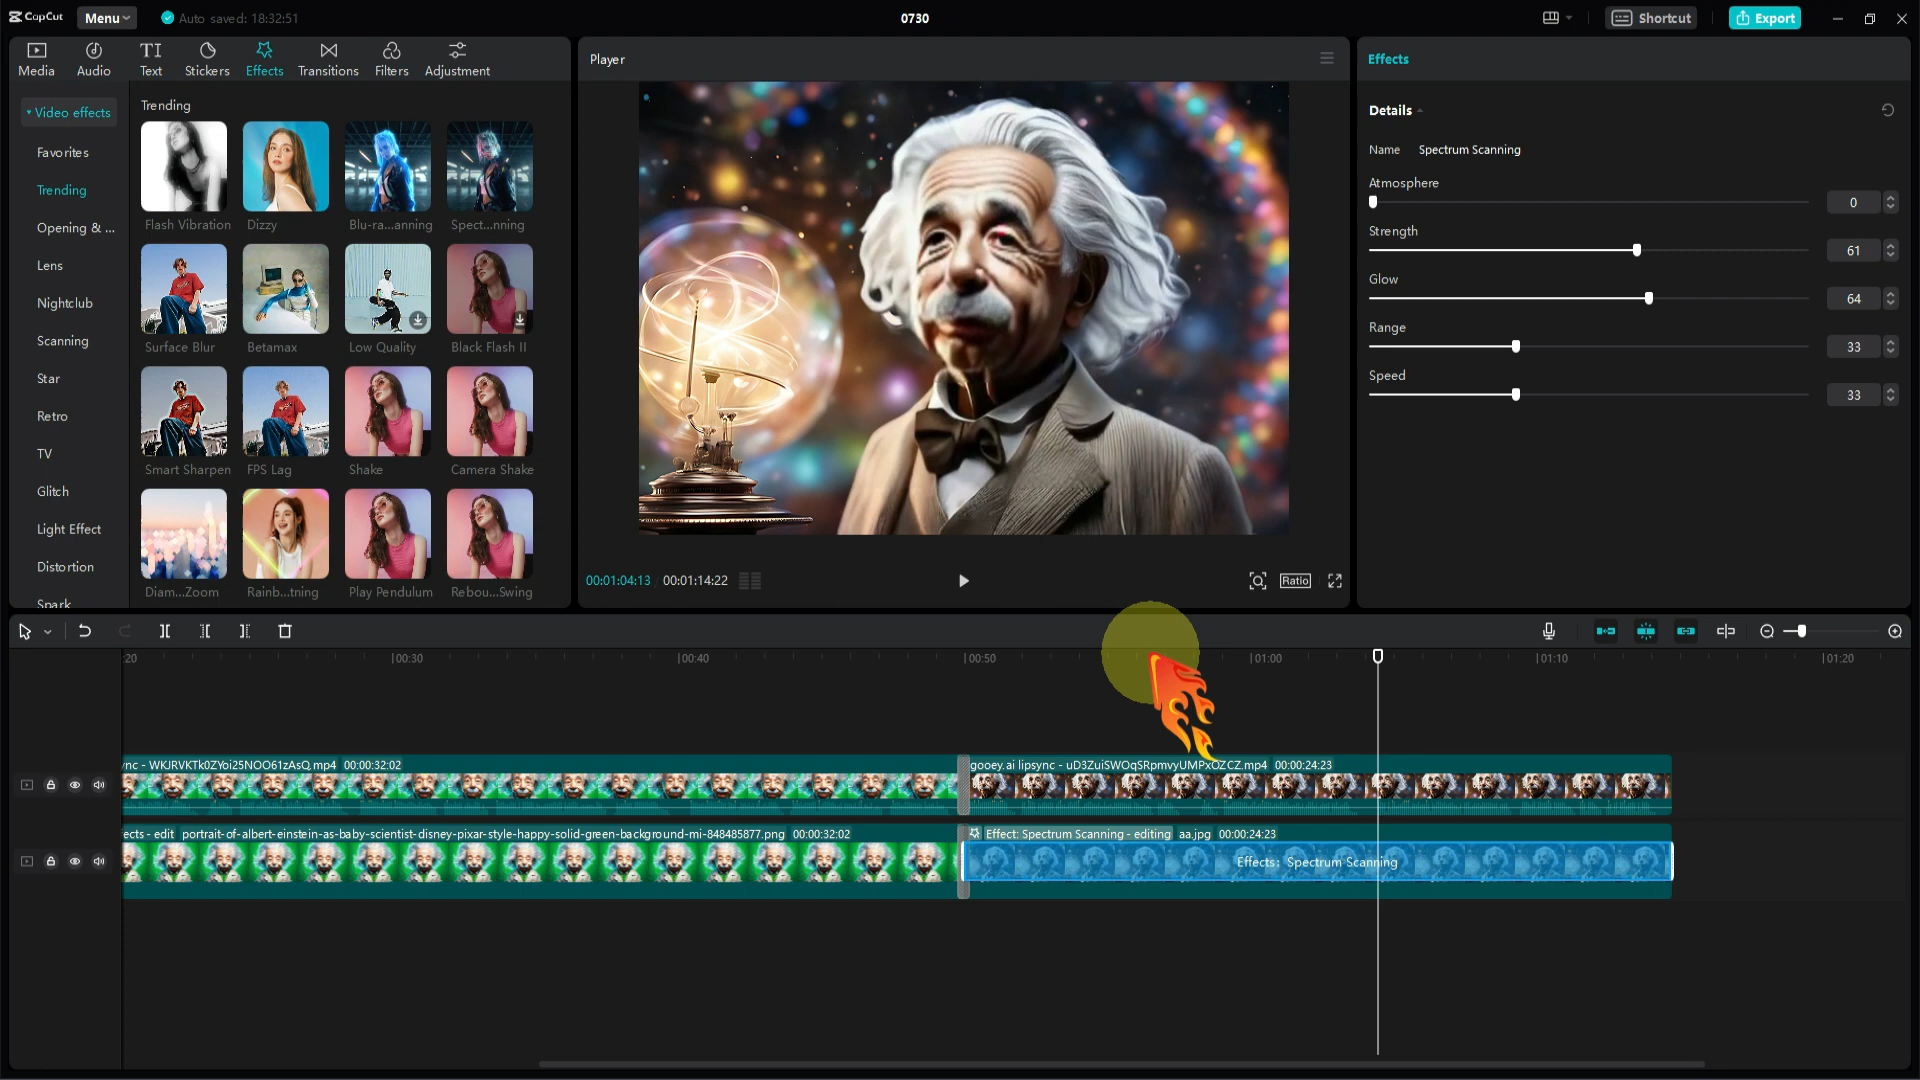 CapCut
Menu
Auto saved: 18:32:51
0730
Shortcut
Export
Media
Audio
TI
Text
Stickers
Effects
Transitions
Filters
Adjustment
Player
Effects
Video effects
Favorites
Trending
Opening & ...
Lens
Nightclub
Scanning
Star
Retro
TV
Glitch
Light Effect
Distortion
Spark
Trending
Flash Vibration
Dizzy
Blu-ra...anning
Spect...nning
Surface Blur
Betamax
Low Quality
Black Flash II
Smart Sharpen
FPS Lag
Shake
Camera Shake
Diam...Zoom
Rainb...tning
Play Pendulum
Rebou...Swing
00:01:04:13
00:01:14:22
Ratio
Details
Name Spectrum Scanning
Atmosphere
0
Strength
61
Glow
64
Range
33
Speed
33
:20
00:30
00:40
00:50
01:00
01:10
01:20
ync - WKJRVKTk0ZYoi25NOO61zAsQ.mp4 00:00:32:02
gooey.ai lipsync - uD3ZuiSWOqSRpmvyUMPxOZCZ.mp4 00:00:24:23
ects - edit portrait-of-albert-einstein-as-baby-scientist-disney-pixar-style-happy-solid-green-background-mi-848485877.png 00:00:32:02
Effect: Spectrum Scanning - editing aa.jpg 00:00:24:23
Effects: Spectrum Scanning